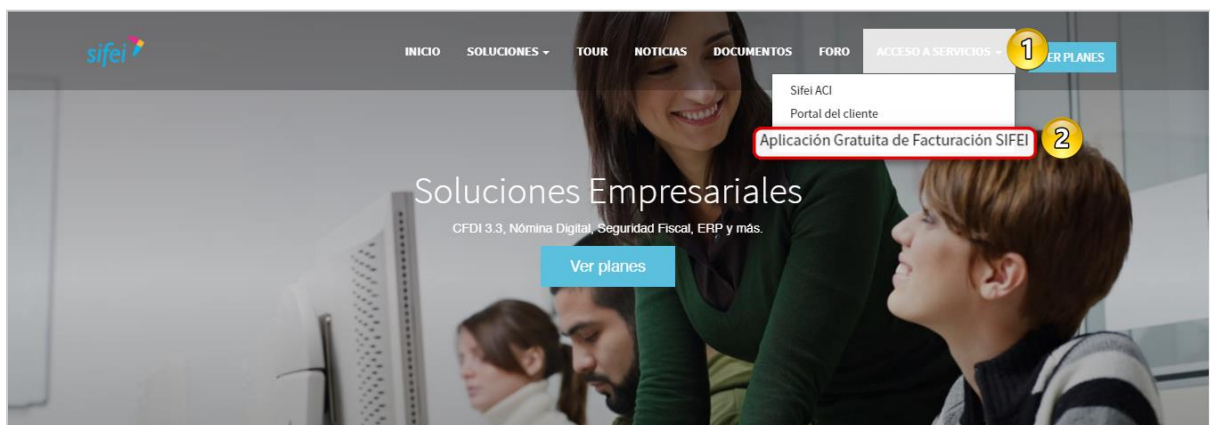 sifei
INICIO SOLUCIONES TOUR NOTICIAS DOCUMENTOS FORO ACCESO A SERVICIOS 1 ER PLANES
Sifei ACI
Portal del cliente
Aplicación Gratuita de Facturación SIFEI 2
Soluciones Empresariales
CFDI 3.3, Nómina Digital, Seguridad Fiscal, ERP y más.
Ver planes